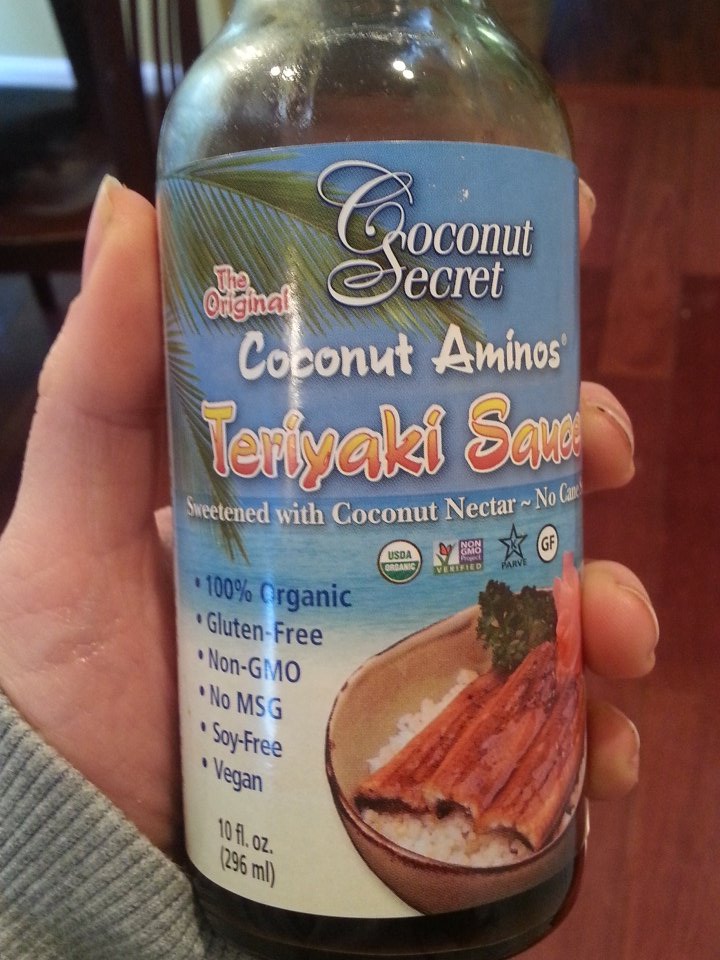 Coconut
Secret
The
Original
Coconut Aminos®
Teriyaki Sauce
Sweetened with Coconut Nectar ~ No Cane
USDA
ORGANIC
NON
GMO
Project
VERIFIED
K
PARVE
GF
• 100% Organic
• Gluten-Free
• Non-GMO
• No MSG
• Soy-Free
• Vegan
10 fl. oz.
(296 ml)